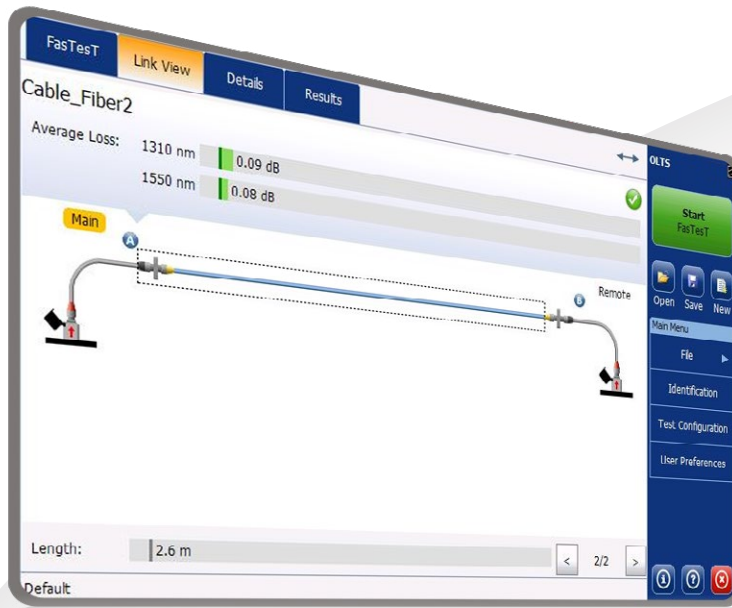 FasTesT
Link View
Details
Results
Cable_Fiber2
Average Loss:
1310 nm
0.09 dB
1550 nm
0.08 dB
Main
A
B
Remote
Length:
2.6 m
<
2/2
>
Default
OLTS
Start
FasTesT
Open
Save
New
Main Menu
File
Identification
Test Configuration
User Preferences
i
?
x